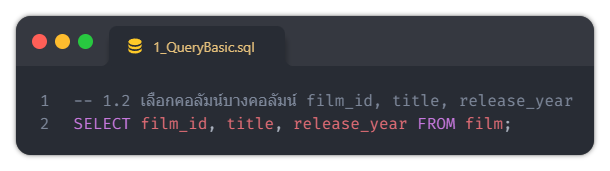 1_QueryBasic.sql
1 -- 1.2 เลือกคอลัมน์บางคอลัมน์ film_id, title, release_year
2 SELECT film_id, title, release_year FROM film;